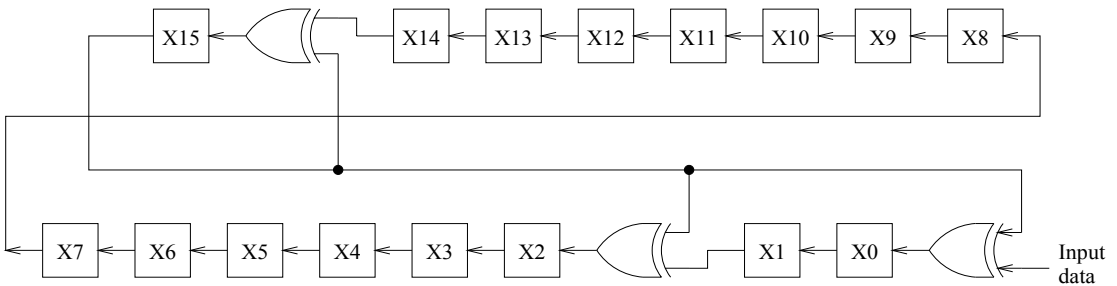 X15 X14 X13 X12 X11 X10 X9 X8
X7 X6 X5 X4 X3 X2 X1 X0
Input
data